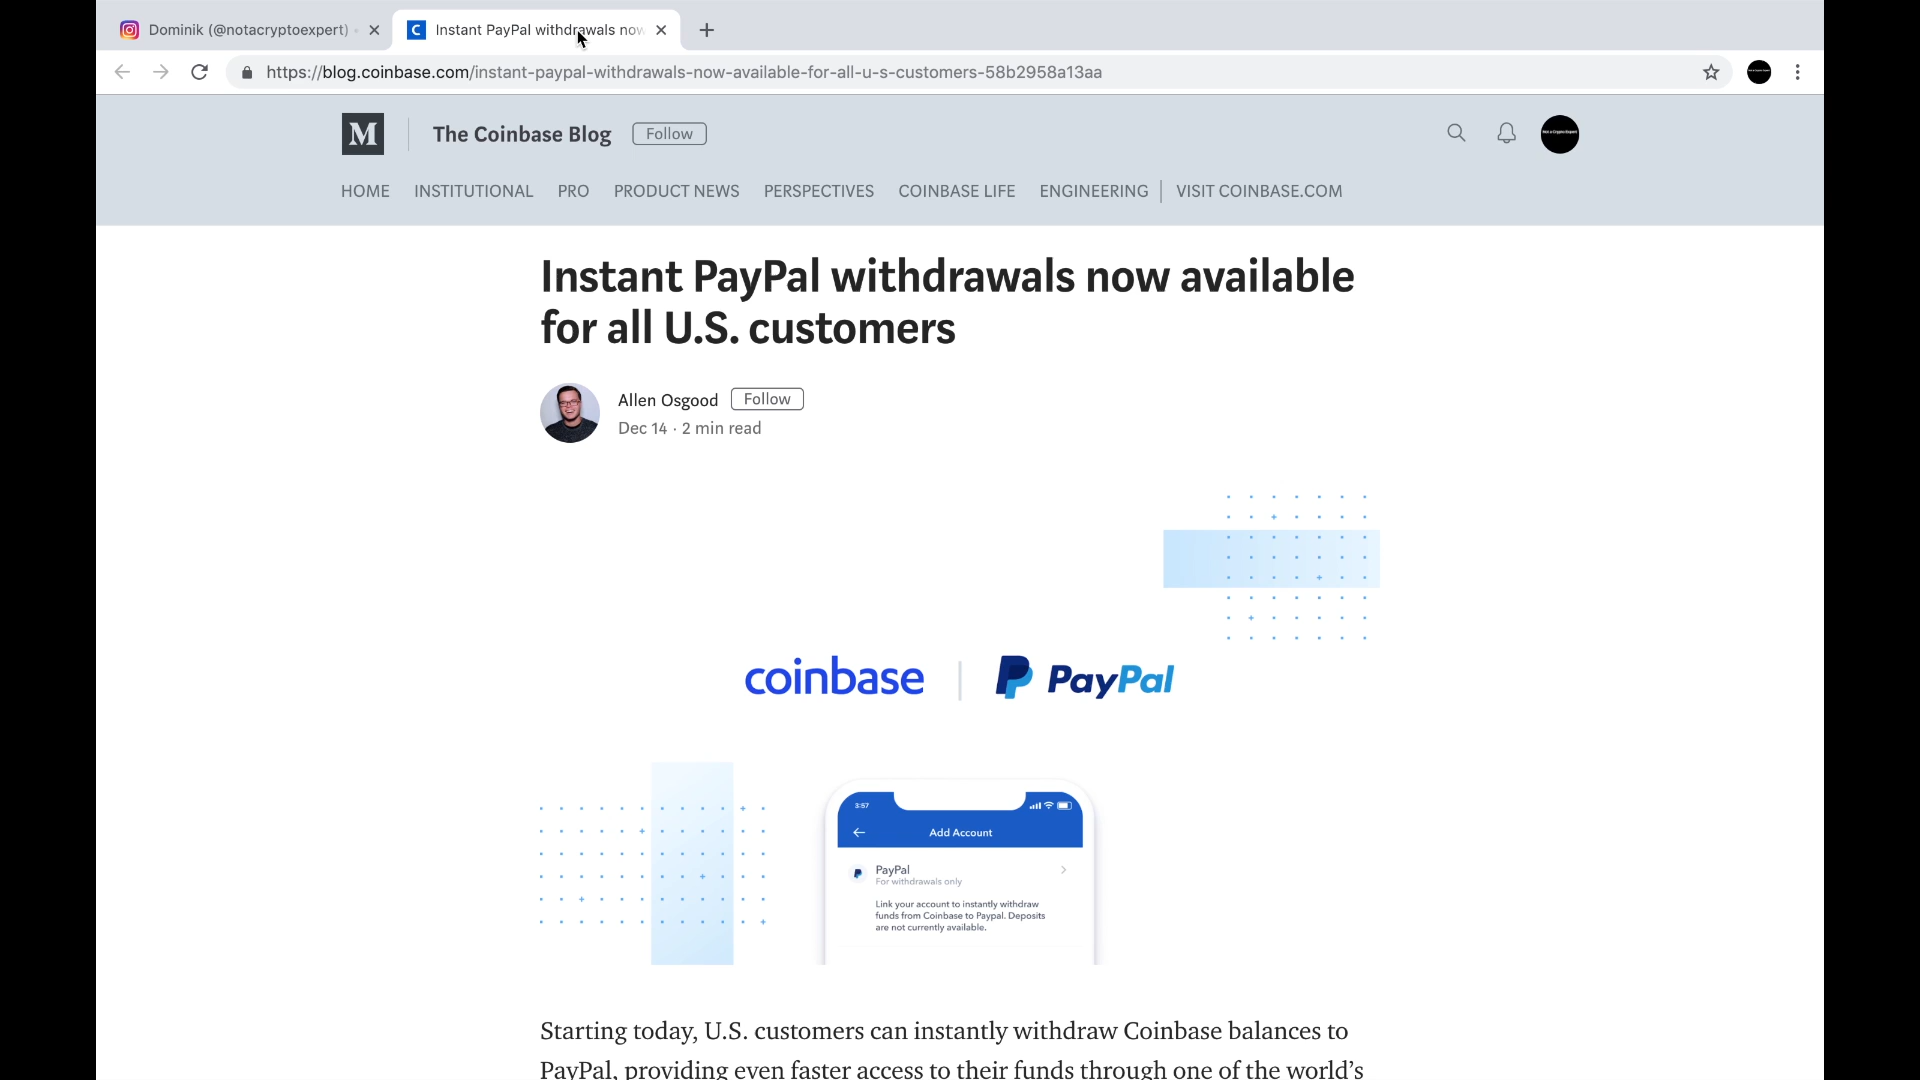 Dominik (@notacryptoexpert)
Instant PayPal withdrawals now
https://blog.coinbase.com/instant-paypal-withdrawals-now-available-for-all-u-s-customers-58b2958a13aa
M
The Coinbase Blog
Follow
HOME INSTITUTIONAL PRO PRODUCT NEWS PERSPECTIVES COINBASE LIFE ENGINEERING VISIT COINBASE.COM
Instant PayPal withdrawals now available
for all U.S. customers
Allen Osgood Follow
Dec 14 · 2 min read
coinbase
PayPal
3:57
Add Account
PayPal
For withdrawals only
Link your account to instantly withdraw
funds from Coinbase to Paypal. Deposits
are not currently available.
Starting today, U.S. customers can instantly withdraw Coinbase balances to
PayPal, providing even faster access to their funds through one of the world's